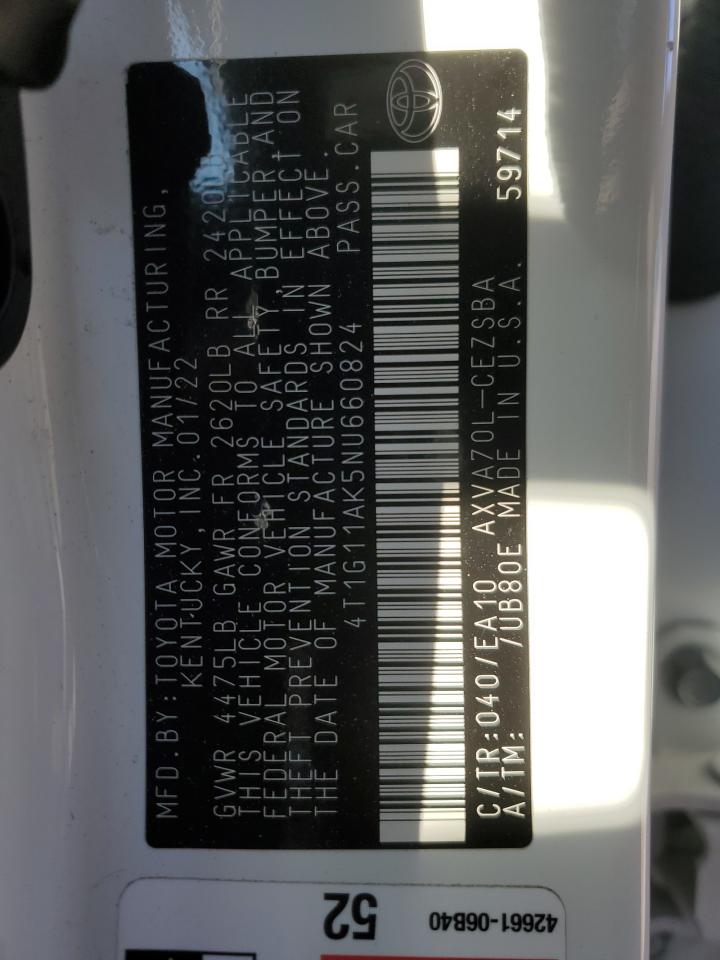 MFD.BY:TOYOTA MOTOR MANUFACTURING,
KENTUCKY,INC.01/22
GVWR 4475LB GAWR FR 2620LB RR 2420LB
THIS VEHICLE CONFORMS TO ALL APPLICABLE
FEDERAL MOTOR VEHICLE SAFETY,BUMPER AND
THEFT PREVENTION STANDARDS IN EFFECT ON
THE DATE OF MANUFACTURE SHOWN ABOVE.
4T1G11AK5NU660824 PASS.CAR
C/TR:040/EA10 AXVA70L-CEZSBA
A/TM: /UB80E MADE IN U.S.A. 59714
52
42661-06B40